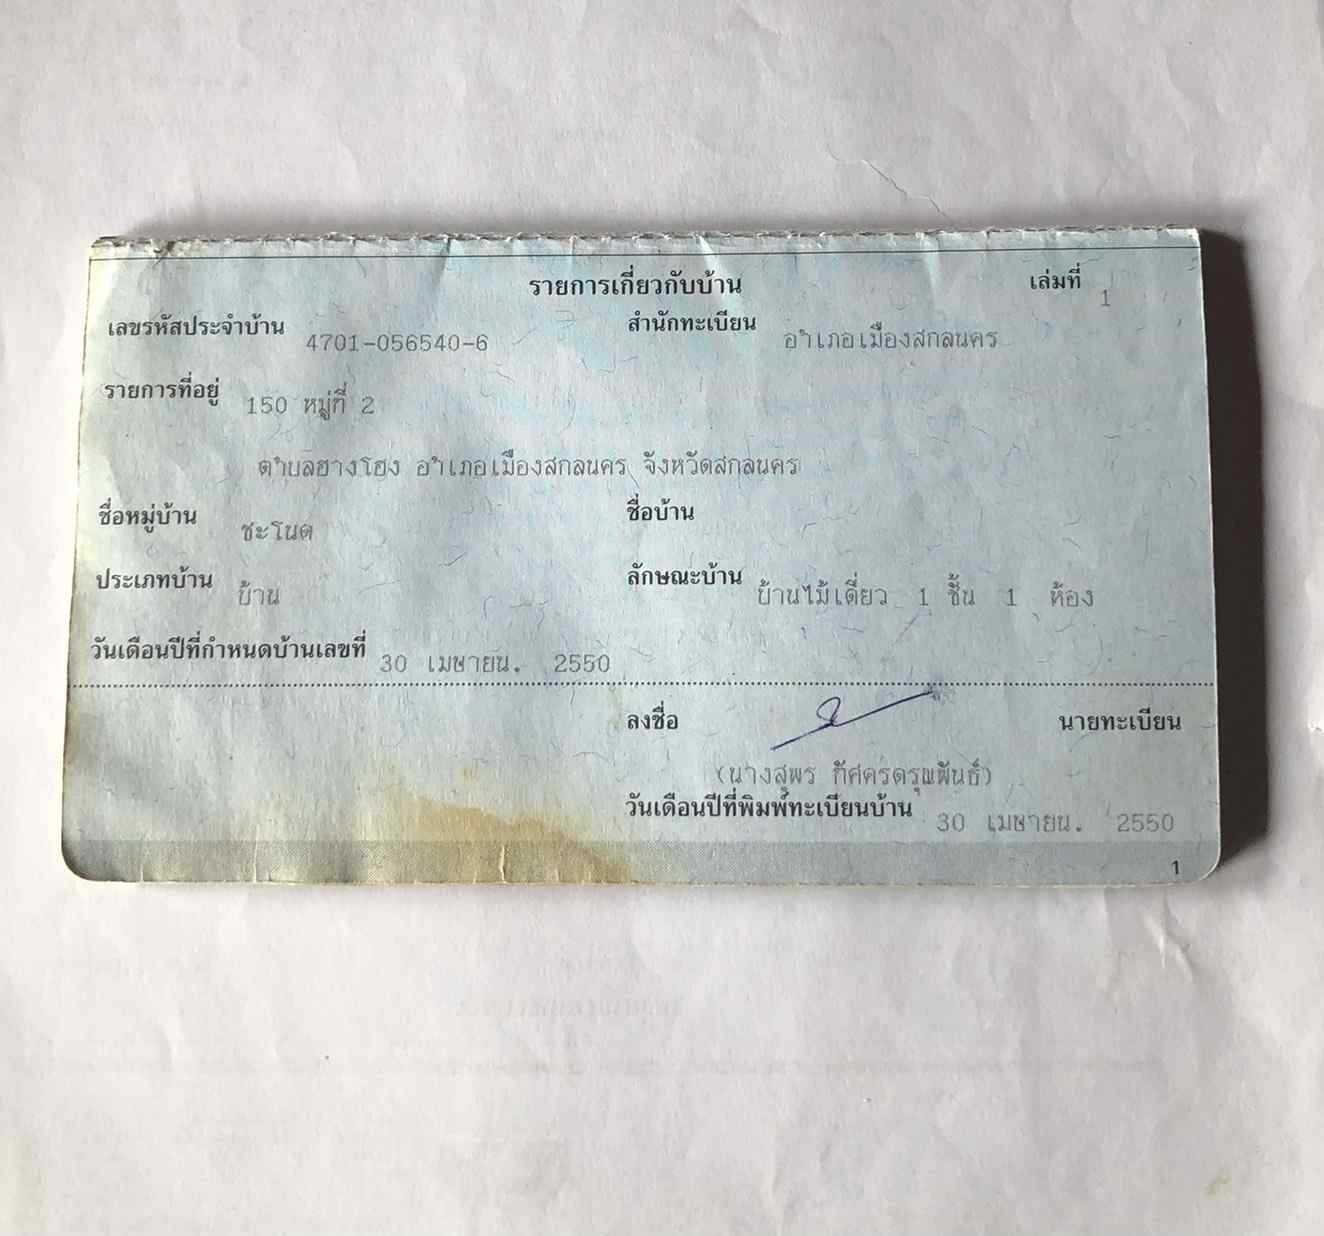 รายการเกี่ยวกับบ้าน เล่มที่ 1
เลขรหัสประจำบ้าน 4701-056540-6 สำนักทะเบียน อำเภอเมืองสกลนคร
รายการที่อยู่ 150 หมู่ที่ 2
ตำบลฮางโฮง อำเภอเมืองสกลนคร จังหวัดสกลนคร
ชื่อหมู่บ้าน ชะโนด ชื่อบ้าน
ประเภทบ้าน บ้าน ลักษณะบ้าน บ้านไม้เดี่ยว 1 ชั้น 1 ห้อง
วันเดือนปีที่กำหนดบ้านเลขที่ 30 เมษายน. 2550
ลงชื่อ นายทะเบียน
(นางสุพร
วันเดือนปีที่พิมพ์ทะเบียนบ้าน 30 เมษายน. 2550
1